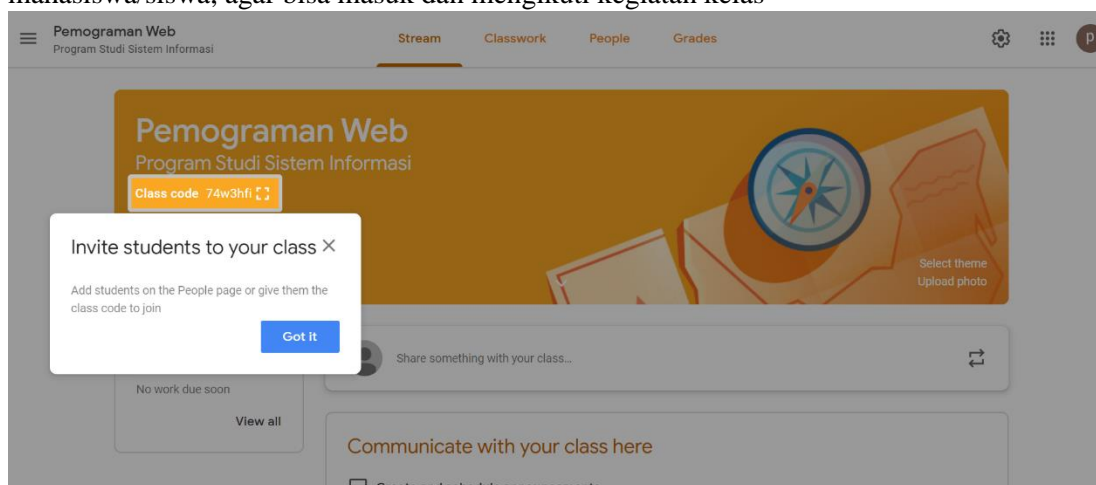 mahasiswa/siswa, agar bisa masuk dan mengikuti kegiatan kelas
Pemograman Web
Program Studi Sistem Informasi
Stream Classwork People Grades
P
Pemograman Web
Program Studi Sistem Informasi
Class code 74w3hfi
Invite students to your class
Add students on the People page or give them the
class code to join
Got it
Select theme
Upload photo
Share something with your class...
No work due soon
View all
Communicate with your class here